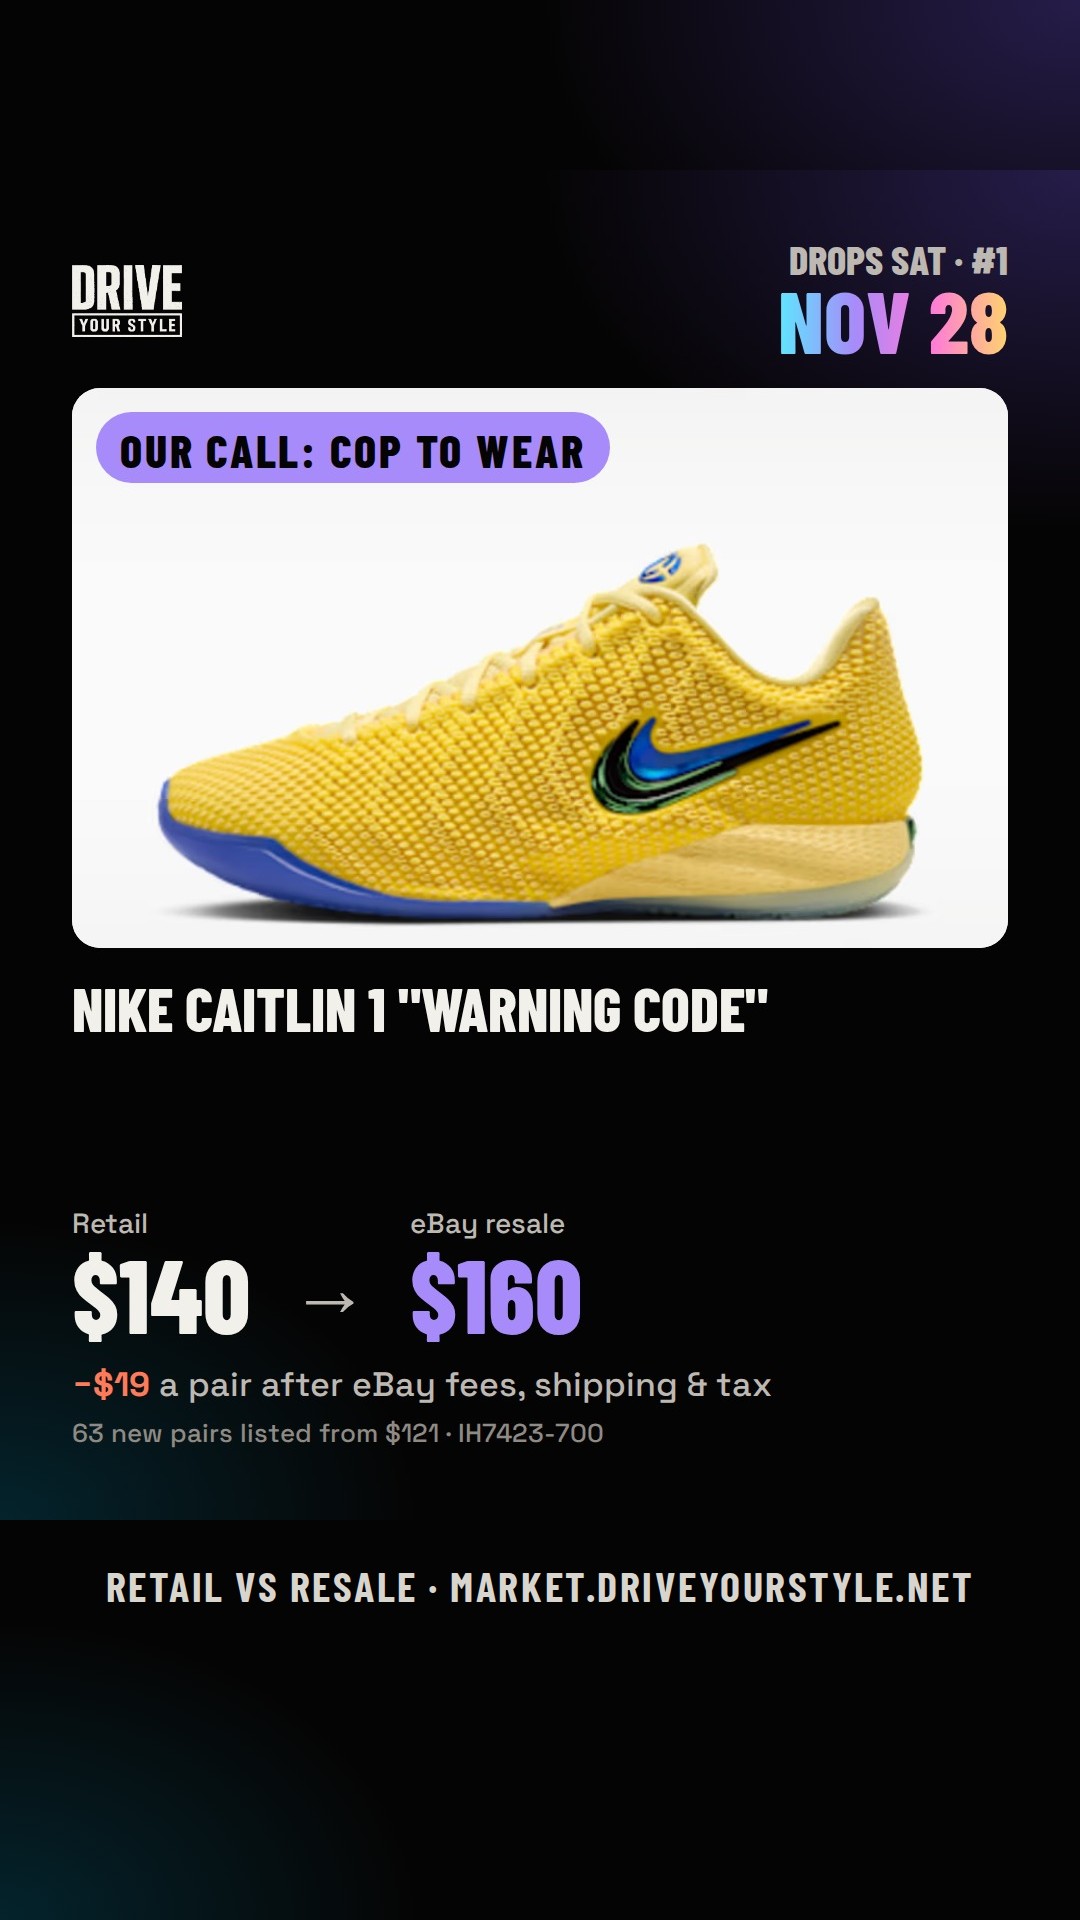 DRIVE
YOUR STYLE
DROPS SAT · #1
NOV 28
OUR CALL: COP TO WEAR
NIKE CAITLIN 1 "WARNING CODE"
Retail
eBay resale
$140 → $160
-$19 a pair after eBay fees, shipping & tax
63 new pairs listed from $121 · IH7423-700
RETAIL VS RESALE · MARKET.DRIVEYOURSTYLE.NET